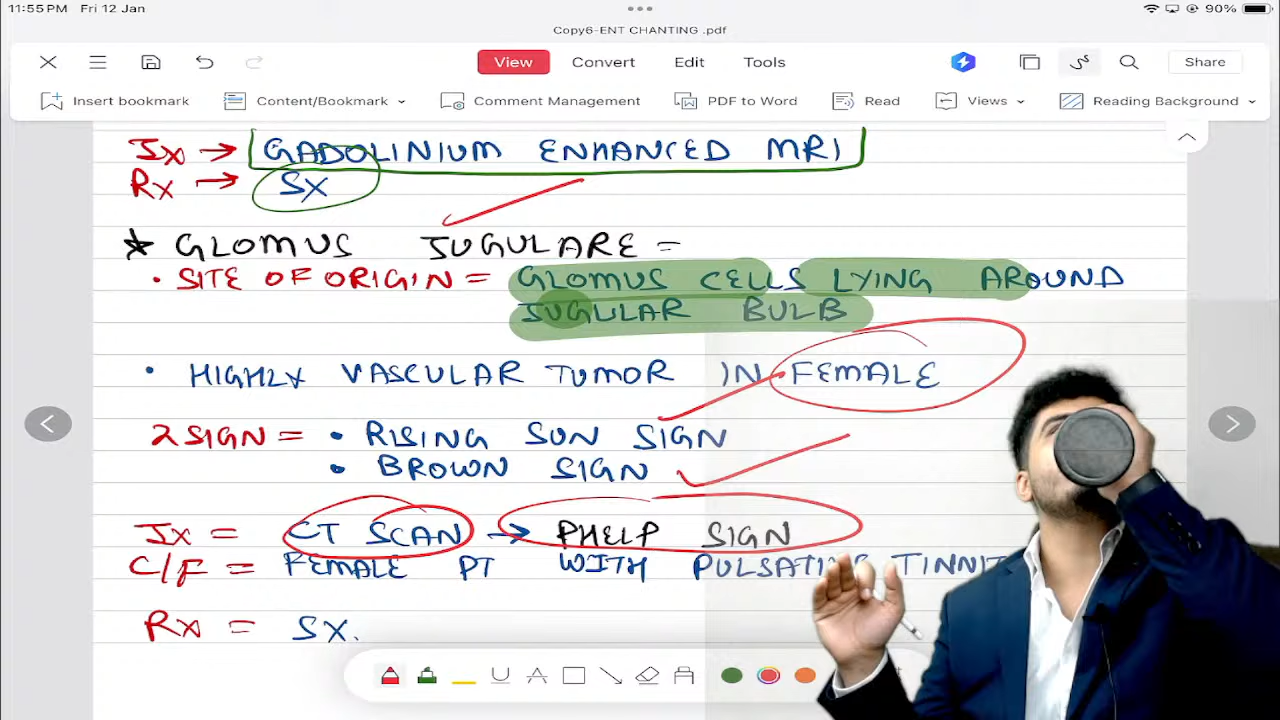 11:55 PM Fri 12 Jan
90%
Copy6-ENT CHANTING .pdf
View Convert Edit Tools Share
Insert bookmark Content/Bookmark Comment Management PDF to Word Read Views Reading Background
Ix → GADOLINIUM ENHANCED MRI
Rx → SX
★ GLOMUS JUGULARE =
• SITE OF ORIGIN = GLOMUS CELLS LYING AROUND
JUGULAR BULB
• HIGHLY VASCULAR TUMOR IN FEMALE
2 SIGN = • RISING SUN SIGN
• BROWN SIGN
Ix = CT SCAN → PHELP SIGN
C/F = FEMALE PT WITH PULSATING
Rx = SX.